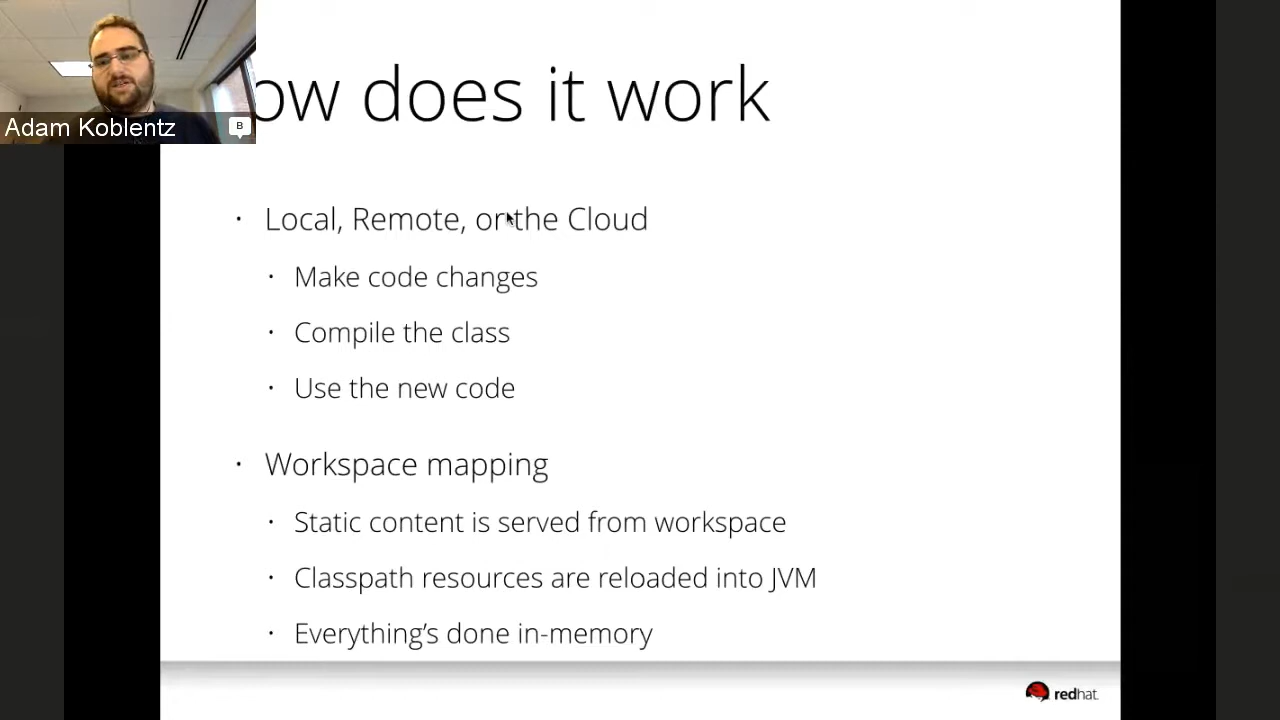 ow does it work
Adam Koblentz
B
Local, Remote, or the Cloud
Make code changes
Compile the class
Use the new code
Workspace mapping
Static content is served from workspace
Classpath resources are reloaded into JVM
Everything's done in-memory
redhat.